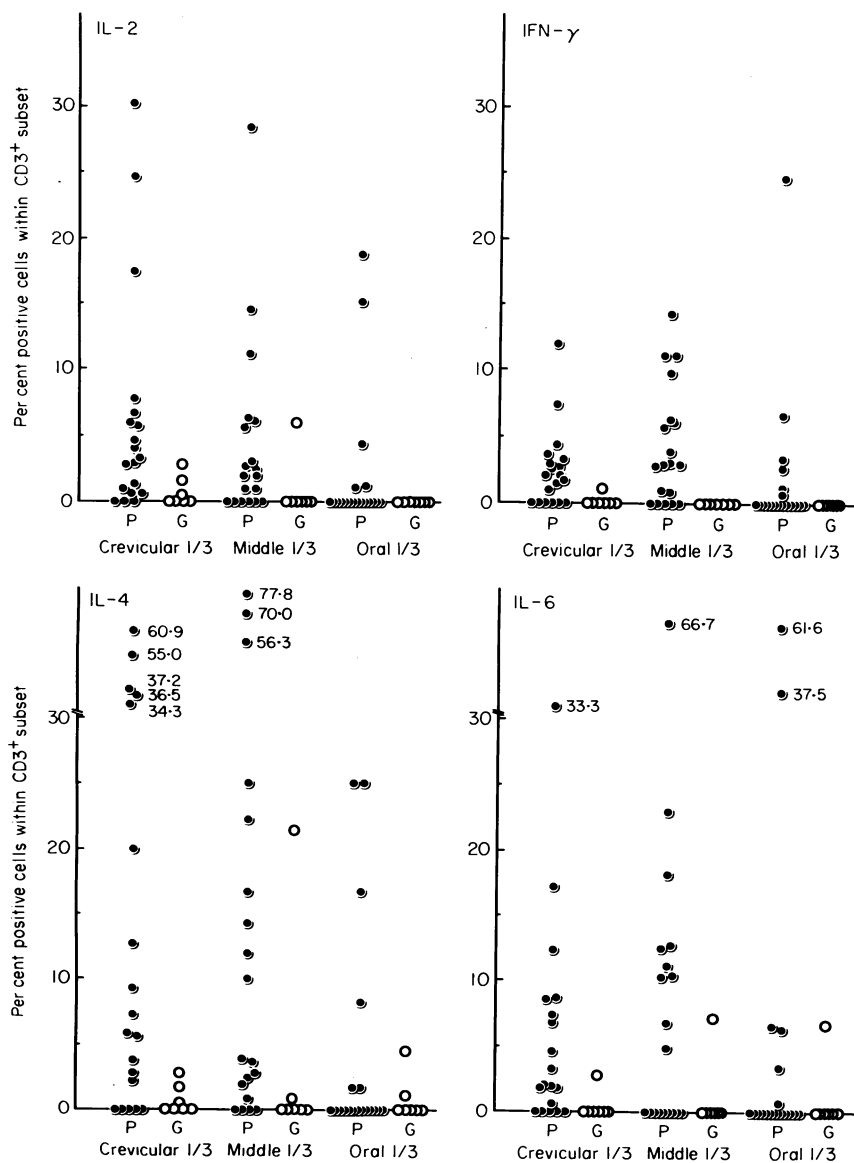 IL-2
Per cent positive cells within CD3+ subset
30
20
10
0
P G P G P G
Crevicular 1/3 Middle 1/3 Oral 1/3
IFN-γ
30
20
10
0
P G P G P G
Crevicular 1/3 Middle 1/3 Oral 1/3
IL-4
Per cent positive cells within CD3+ subset
60·9
55·0
37·2
36·5
34·3
77·8
70·0
56·3
30
20
10
0
P G P G P G
Crevicular 1/3 Middle 1/3 Oral 1/3
IL-6
33·3
66·7
61·6
37·5
30
20
10
0
P G P G P G
Crevicular 1/3 Middle 1/3 Oral 1/3